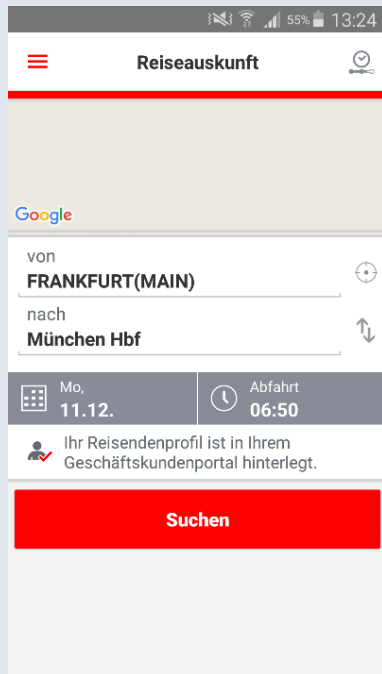 55% 13:24
Reiseauskunft
Google
von
FRANKFURT(MAIN)
nach
München Hbf
Mo,
11.12.
Abfahrt
06:50
Ihr Reisendenprofil ist in Ihrem
Geschäftskundenportal hinterlegt.
Suchen